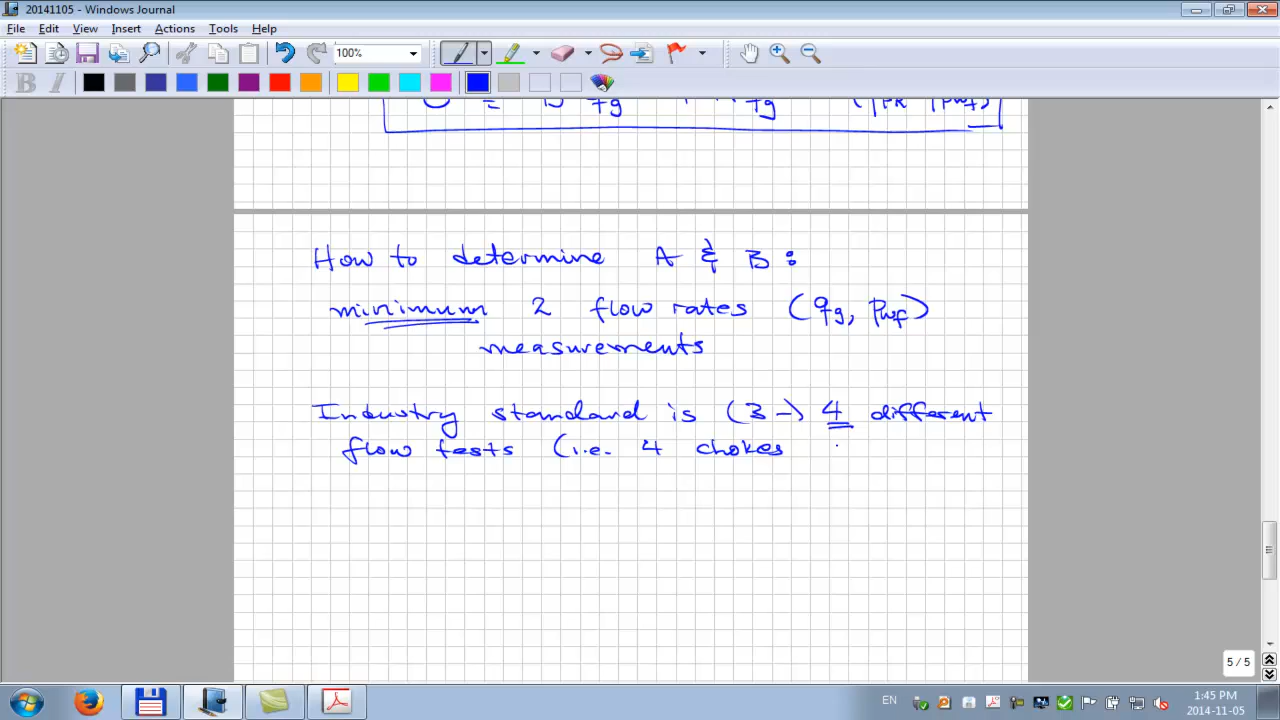 20141105 - Windows Journal
File Edit View Insert Actions Tools Help
100%
B I
How to determine A & B:
minimum 2 flow rates (qg, pwf)
measurements
Industry standard is (3 -) 4 different
flow tests (i.e. 4 chokes
5 / 5
EN
1:45 PM
2014-11-05